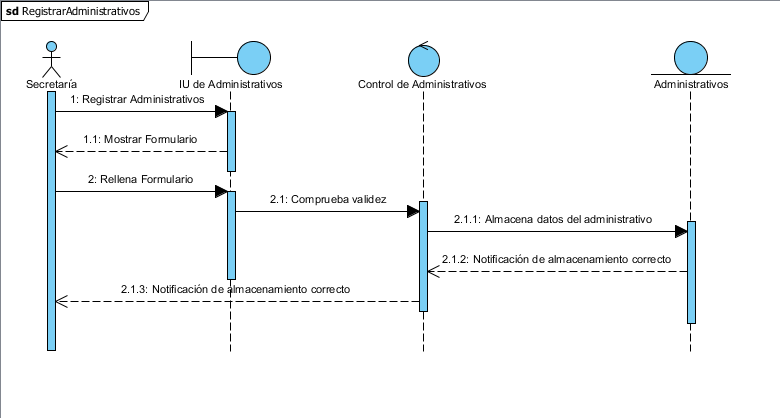 sd RegistrarAdministrativos
Secretaría
IU de Administrativos
Control de Administrativos
Administrativos
1: Registrar Administrativos
1.1: Mostrar Formulario
2: Rellena Formulario
2.1: Comprueba validez
2.1.1: Almacena datos del administrativo
2.1.2: Notificación de almacenamiento correcto
2.1.3: Notificación de almacenamiento correcto